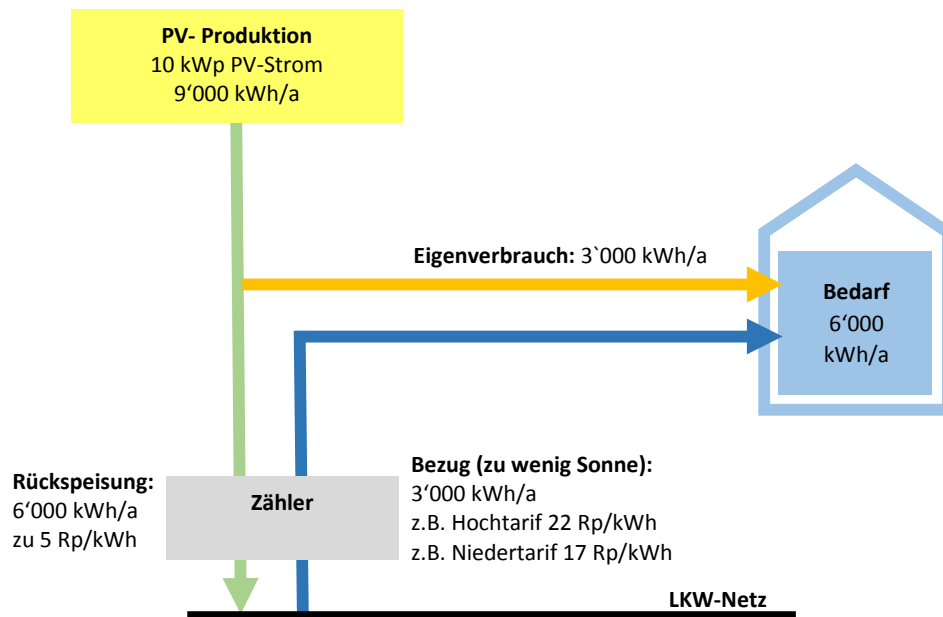 PV- Produktion
10 kWp PV-Strom
9‘000 kWh/a
Eigenverbrauch: 3`000 kWh/a
Bedarf
6‘000
kWh/a
Rückspeisung:
6‘000 kWh/a
zu 5 Rp/kWh
Zähler
Bezug (zu wenig Sonne):
3‘000 kWh/a
z.B. Hochtarif 22 Rp/kWh
z.B. Niedertarif 17 Rp/kWh
LKW-Netz